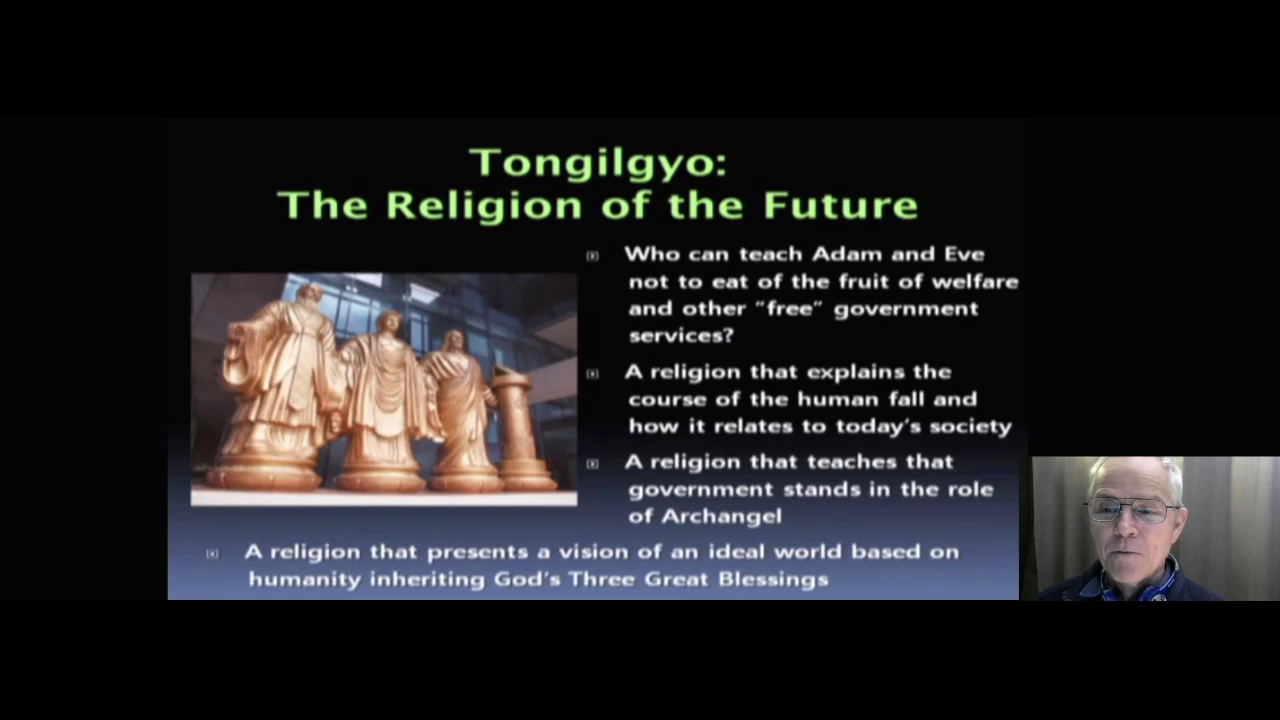 Tongilgyo:
The Religion of the Future
Who can teach Adam and Eve
not to eat of the fruit of welfare
and other "free" government
services?
A religion that explains the
course of the human fall and
how it relates to today's society
A religion that teaches that
government stands in the role
of Archangel
A religion that presents a vision of an ideal world based on
humanity inheriting God's Three Great Blessings